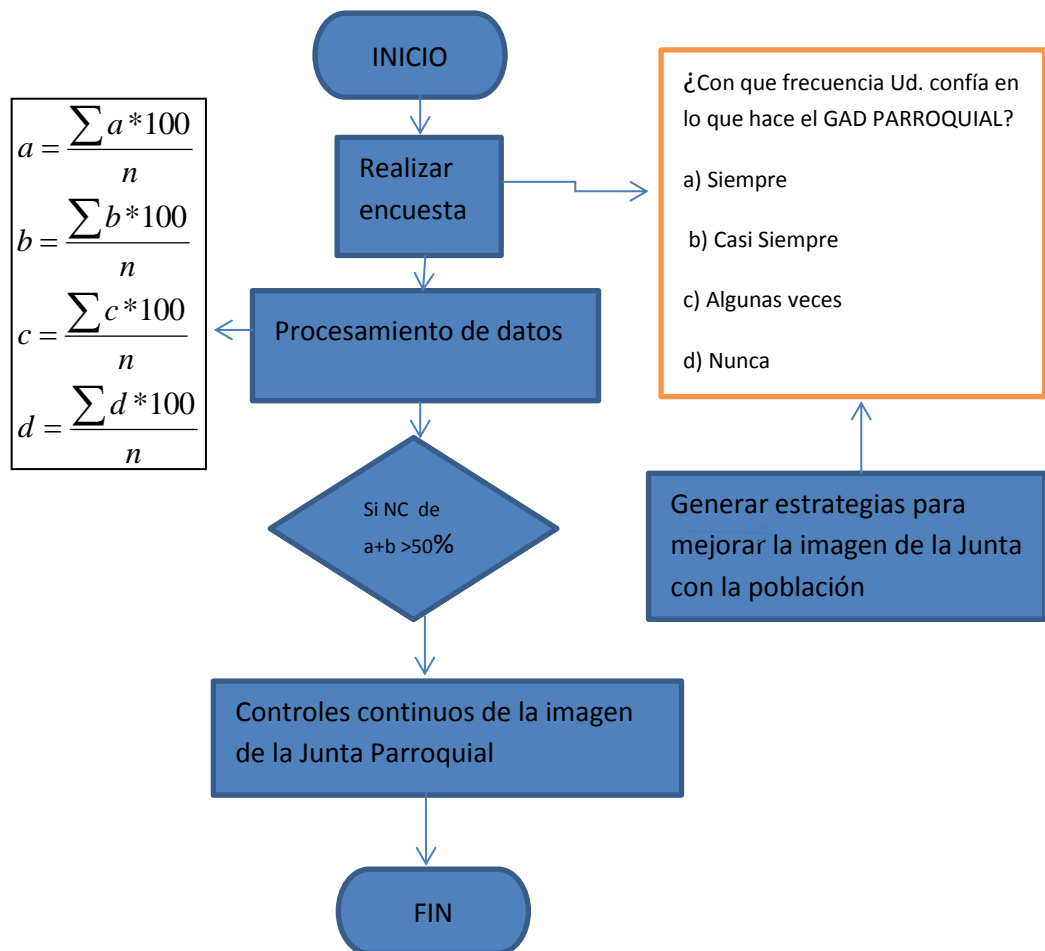 INICIO
¿Con que frecuencia Ud. confía en
lo que hace el GAD PARROQUIAL?
a) Siempre
b) Casi Siempre
c) Algunas veces
d) Nunca
Realizar
encuesta
a = ∑ a *100 / n
b = ∑ b *100 / n
c = ∑ c *100 / n
d = ∑ d *100 / n
Procesamiento de datos
Si NC de
a+b >50%
Generar estrategias para
mejorar la imagen de la Junta
con la población
Controles continuos de la imagen
de la Junta Parroquial
FIN